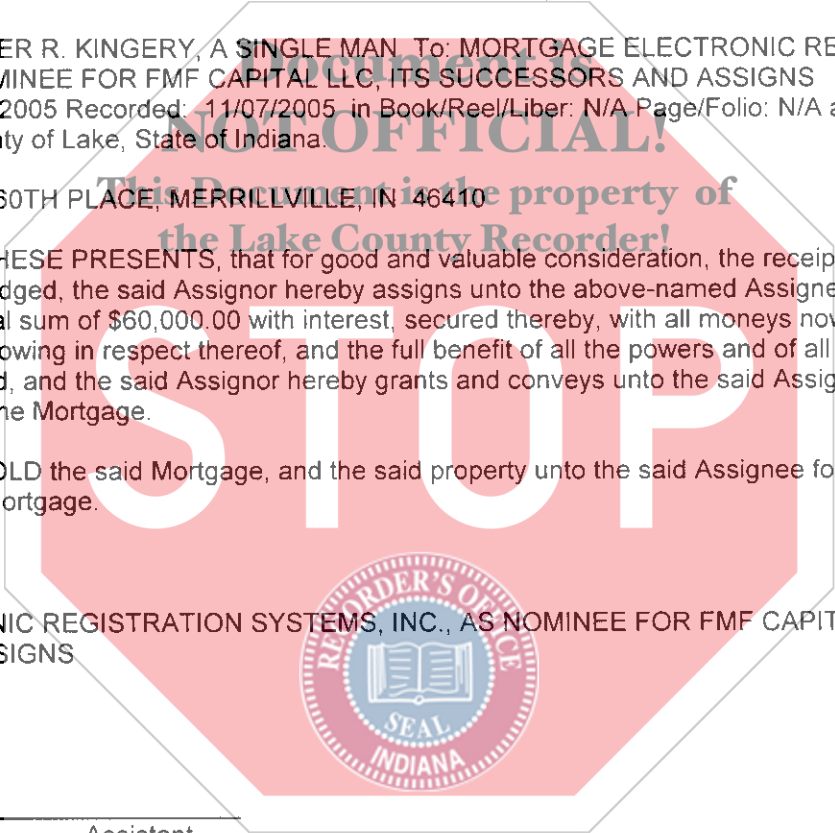 ER R. KINGERY, A SINGLE MAN To: MORTGAGE ELECTRONIC RE
Document is
MINEE FOR FMF CAPITAL LLC, ITS SUCCESSORS AND ASSIGNS
2005 Recorded: 11/07/2005 in Book/Reel/Liber: N/A Page/Folio: N/A a
NOT OFFICIAL!
ty of Lake, State of Indiana.
60TH PLACE, MERRILLVILLE, IN 46410
This Document is the property of
the Lake County Recorder!
HESE PRESENTS, that for good and valuable consideration, the receip
dged, the said Assignor hereby assigns unto the above-named Assigne
al sum of $60,000.00 with interest, secured thereby, with all moneys nov
owing in respect thereof, and the full benefit of all the powers and of all
d, and the said Assignor hereby grants and conveys unto the said Assig
he Mortgage.
STOP
OLD the said Mortgage, and the said property unto the said Assignee fo
ortgage.
NIC REGISTRATION SYSTEMS, INC., AS NOMINEE FOR FMF CAPIT
SIGNS
RECORDER'S OFFICE
SEAL
INDIANA
Assistant